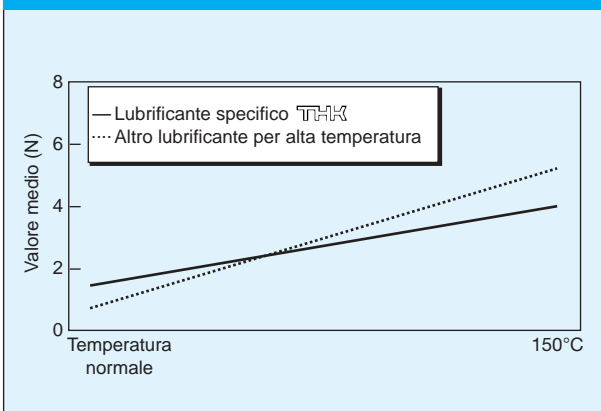 8
Lubrificante specifico THK
Altro lubrificante per alta temperatura
6
4
2
0
Valore medio (N)
Temperatura
normale
150°C